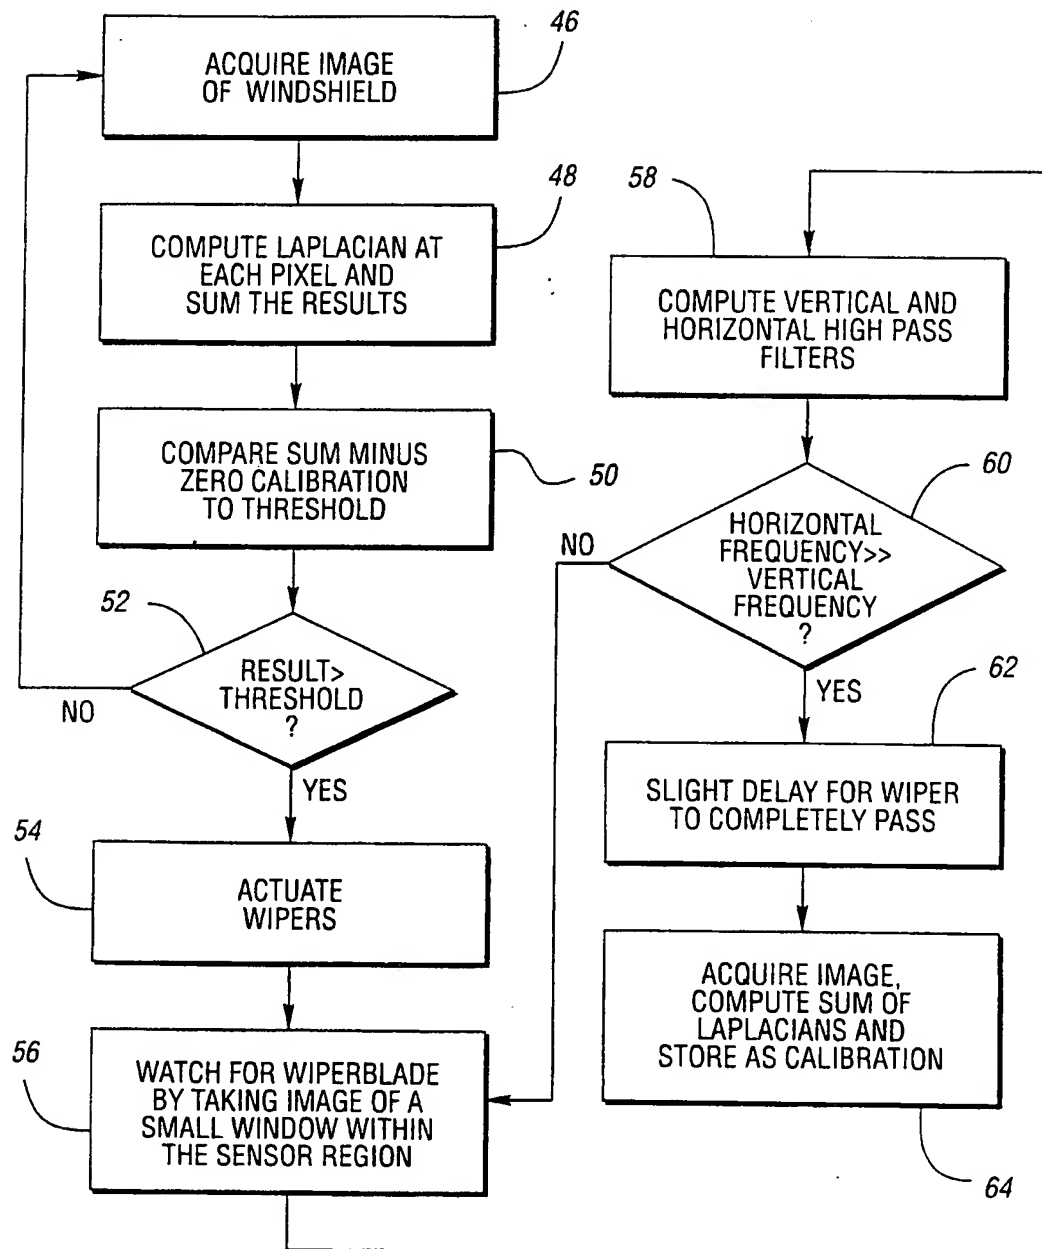 46
ACQUIRE IMAGE
OF WINDSHIELD
48
COMPUTE LAPLACIAN AT
EACH PIXEL AND
SUM THE RESULTS
COMPARE SUM MINUS
ZERO CALIBRATION
TO THRESHOLD
50
52
RESULT>
THRESHOLD
?
NO
YES
54
ACTUATE
WIPERS
56
WATCH FOR WIPERBLADE
BY TAKING IMAGE OF A
SMALL WINDOW WITHIN
THE SENSOR REGION
58
COMPUTE VERTICAL AND
HORIZONTAL HIGH PASS
FILTERS
60
HORIZONTAL
FREQUENCY>>
VERTICAL
FREQUENCY
?
NO
YES
62
SLIGHT DELAY FOR WIPER
TO COMPLETELY PASS
ACQUIRE IMAGE,
COMPUTE SUM OF
LAPLACIANS AND
STORE AS CALIBRATION
64